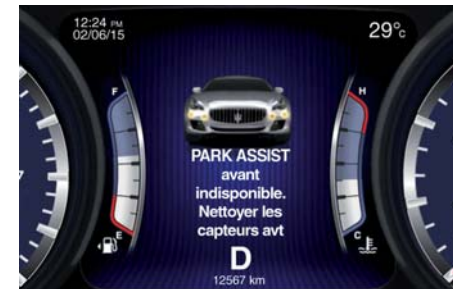 12:24 PM
02/06/15
29°c
F
H
PARK ASSIST
avant
indisponible.
Nettoyer les
capteurs avt
E
C
D
12567 km